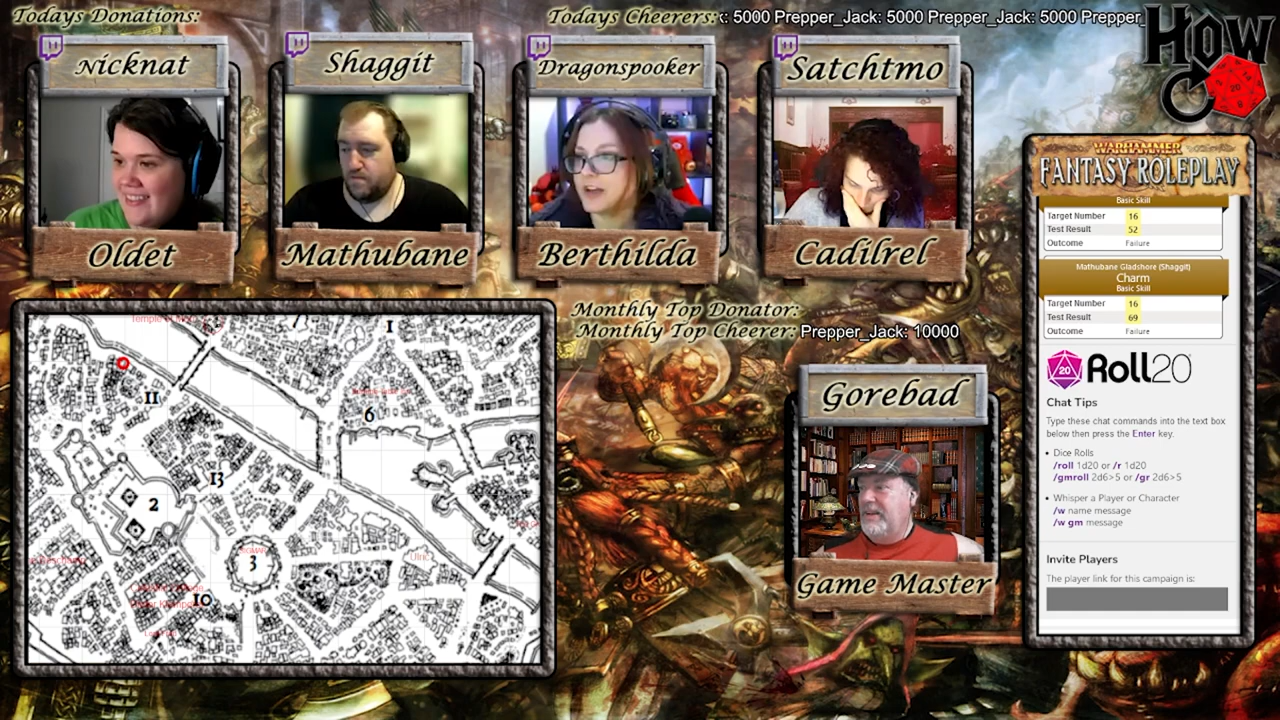 Todays Donations:
Todays Cheerers:
: 5000 Prepper_Jack: 5000 Prepper_Jack: 5000 Prepper_
HOW
20
Nicknat
Shaggit
Dragonspooker
Satchtmo
Oldet
Mathubane
Berthilda
Cadilrel
WARHAMMER
FANTASY ROLEPLAY
Basic Skill
Target Number 16
Test Result 52
Outcome Failure
Mathubane Gladshore (Shaggit)
Charm
Basic Skill
Target Number 16
Test Result 69
Outcome Failure
20 Roll20
Chat Tips
Type these chat commands into the text box
below then press the Enter key.
• Dice Rolls
/roll 1d20 or /r 1d20
/gmroll 2d6>5 or /gr 2d6>5
• Whisper a Player or Character
/w name message
/w gm message
Invite Players
The player link for this campaign is:
Monthly Top Donator:
Monthly Top Cheerer: Prepper_Jack: 10000
Gorebad
Game Master
I
II
6
13
2
3
10
Ulric